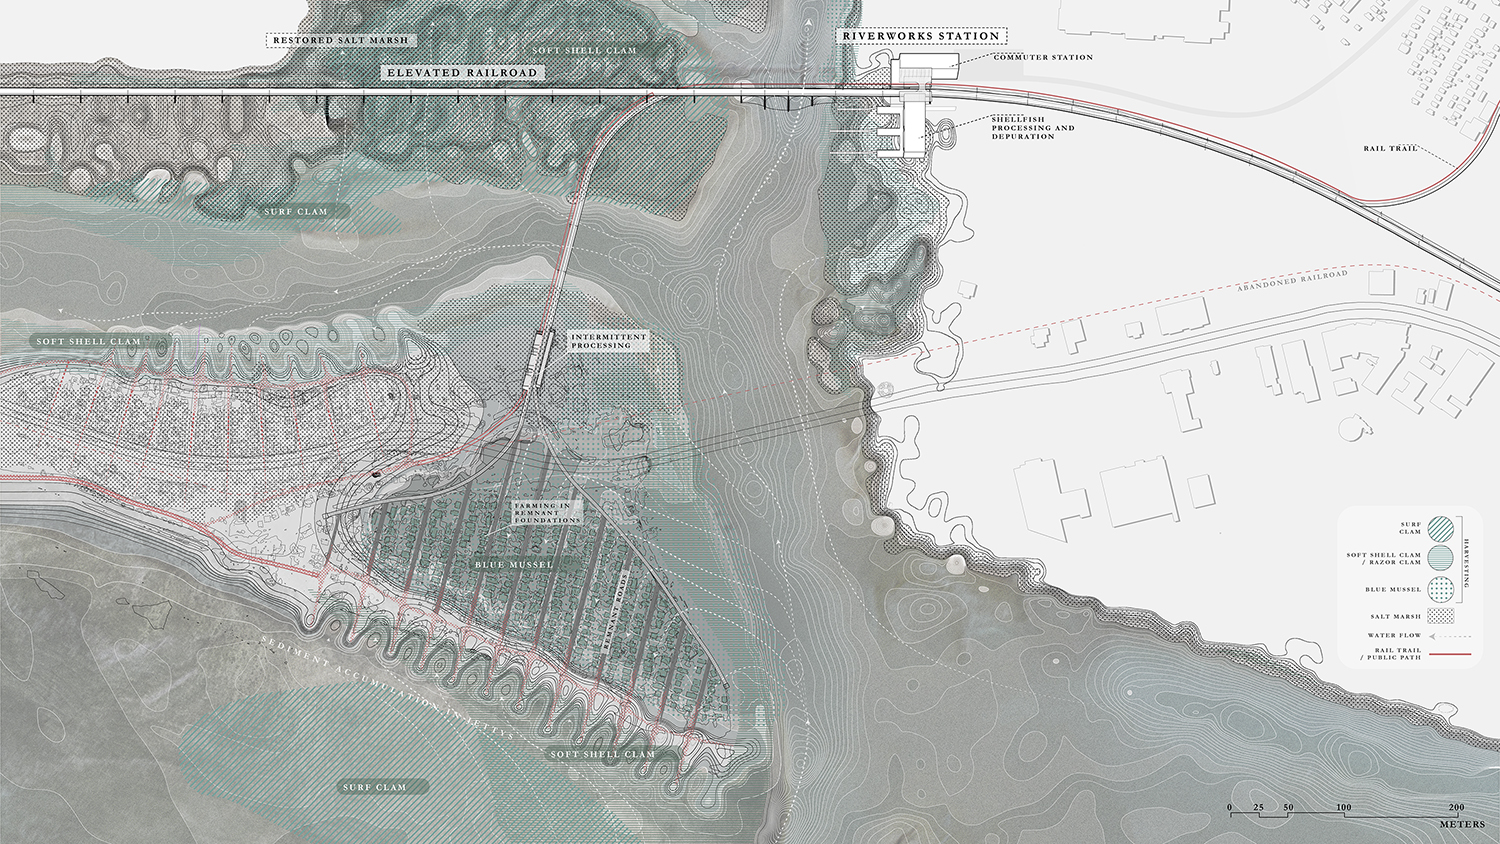 RESTORED SALT MARSH
SOFT SHELL CLAM
RIVERWORKS STATION
COMMUTER STATION
ELEVATED RAILROAD
SHELLFISH
PROCESSING AND
DEPURATION
RAIL TRAIL
SURF CLAM
ABANDONED RAILROAD
SOFT SHELL CLAM
INTERMITTENT
PROCESSING
FARMING IN
REMNANT
FOUNDATIONS
BLUE MUSSEL
REMNANT ROADS
SEDIMENT ACCUMULATION IN JETTYS
SOFT SHELL CLAM
SURF CLAM
SURF
CLAM
SOFT SHELL CLAM
/ RAZOR CLAM
BLUE MUSSEL
HARVESTING
SALT MARSH
WATER FLOW
RAIL TRAIL
/ PUBLIC PATH
0 25 50 100 200
METERS